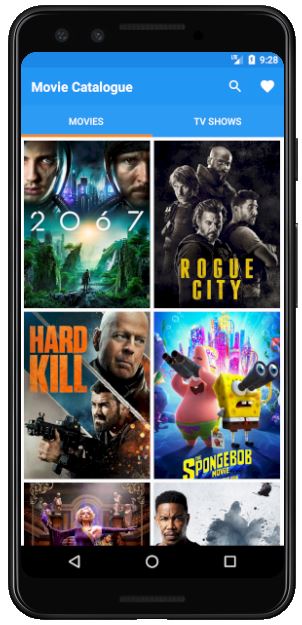 9:28
Movie Catalogue
MOVIES
TV SHOWS
2067
ROGUE
CITY
HARD
KILL
THE
SPONGEBOB
MOVIE